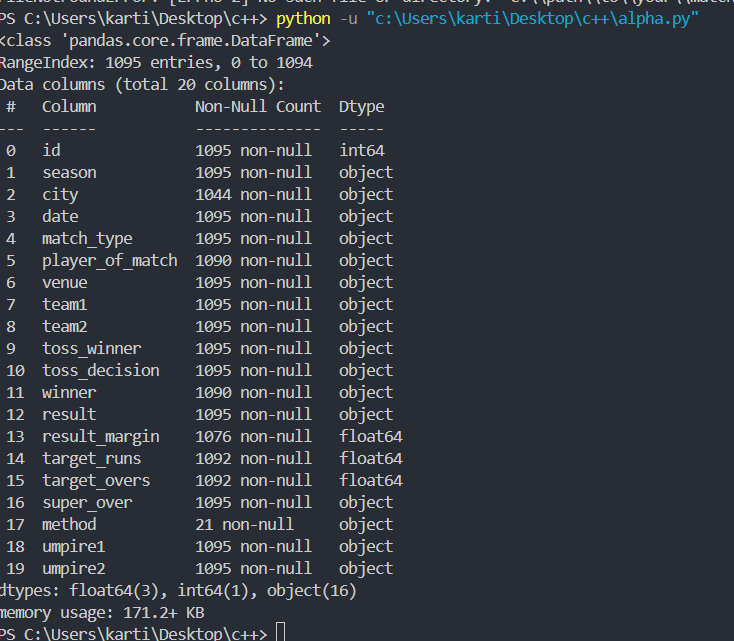 PS C:\Users\karti\Desktop\c++> python -u "c:\Users\karti\Desktop\c++\alpha.py"
<class 'pandas.core.frame.DataFrame'>
RangeIndex: 1095 entries, 0 to 1094
Data columns (total 20 columns):
 #   Column           Non-Null Count  Dtype
---  ------           --------------  -----
 0   id               1095 non-null   int64
 1   season           1095 non-null   object
 2   city             1044 non-null   object
 3   date             1095 non-null   object
 4   match_type       1095 non-null   object
 5   player_of_match  1090 non-null   object
 6   venue            1095 non-null   object
 7   team1            1095 non-null   object
 8   team2            1095 non-null   object
 9   toss_winner      1095 non-null   object
 10  toss_decision    1095 non-null   object
 11  winner           1090 non-null   object
 12  result           1095 non-null   object
 13  result_margin    1076 non-null   float64
 14  target_runs      1092 non-null   float64
 15  target_overs     1092 non-null   float64
 16  super_over       1095 non-null   object
 17  method           21 non-null     object
 18  umpire1          1095 non-null   object
 19  umpire2          1095 non-null   object
dtypes: float64(3), int64(1), object(16)
memory usage: 171.2+ KB
PS C:\Users\karti\Desktop\c++>